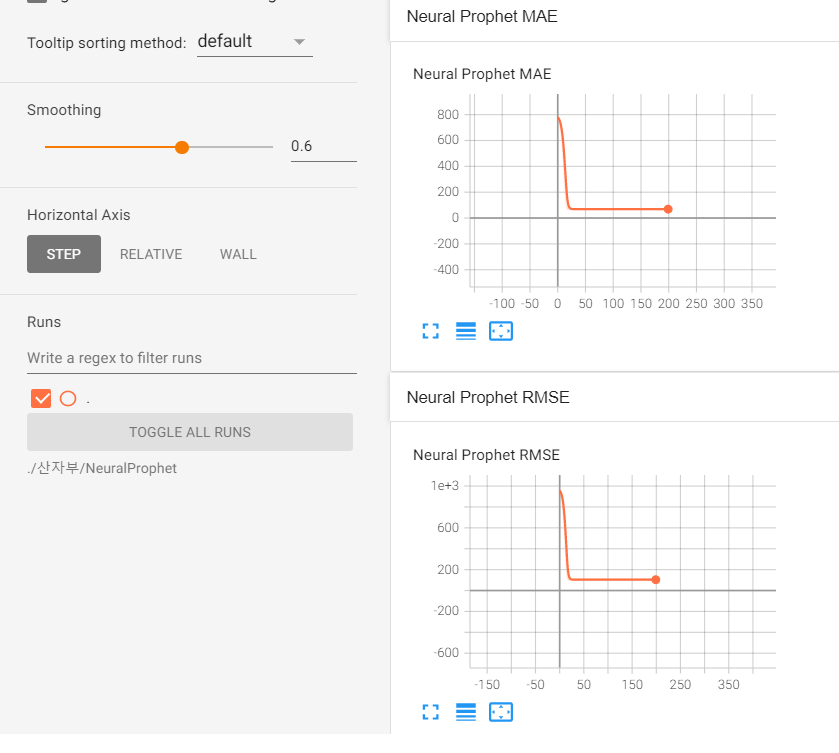 Tooltip sorting method: default
Smoothing
0.6
Horizontal Axis
STEP RELATIVE WALL
Runs
Write a regex to filter runs
.
TOGGLE ALL RUNS
./산자부/NeuralProphet
Neural Prophet MAE
Neural Prophet MAE
800
600
400
200
0
-200
-400
-100 -50 0 50 100 150 200 250 300 350
Neural Prophet RMSE
Neural Prophet RMSE
1e+3
600
200
-200
-600
-150 -50 50 150 250 350